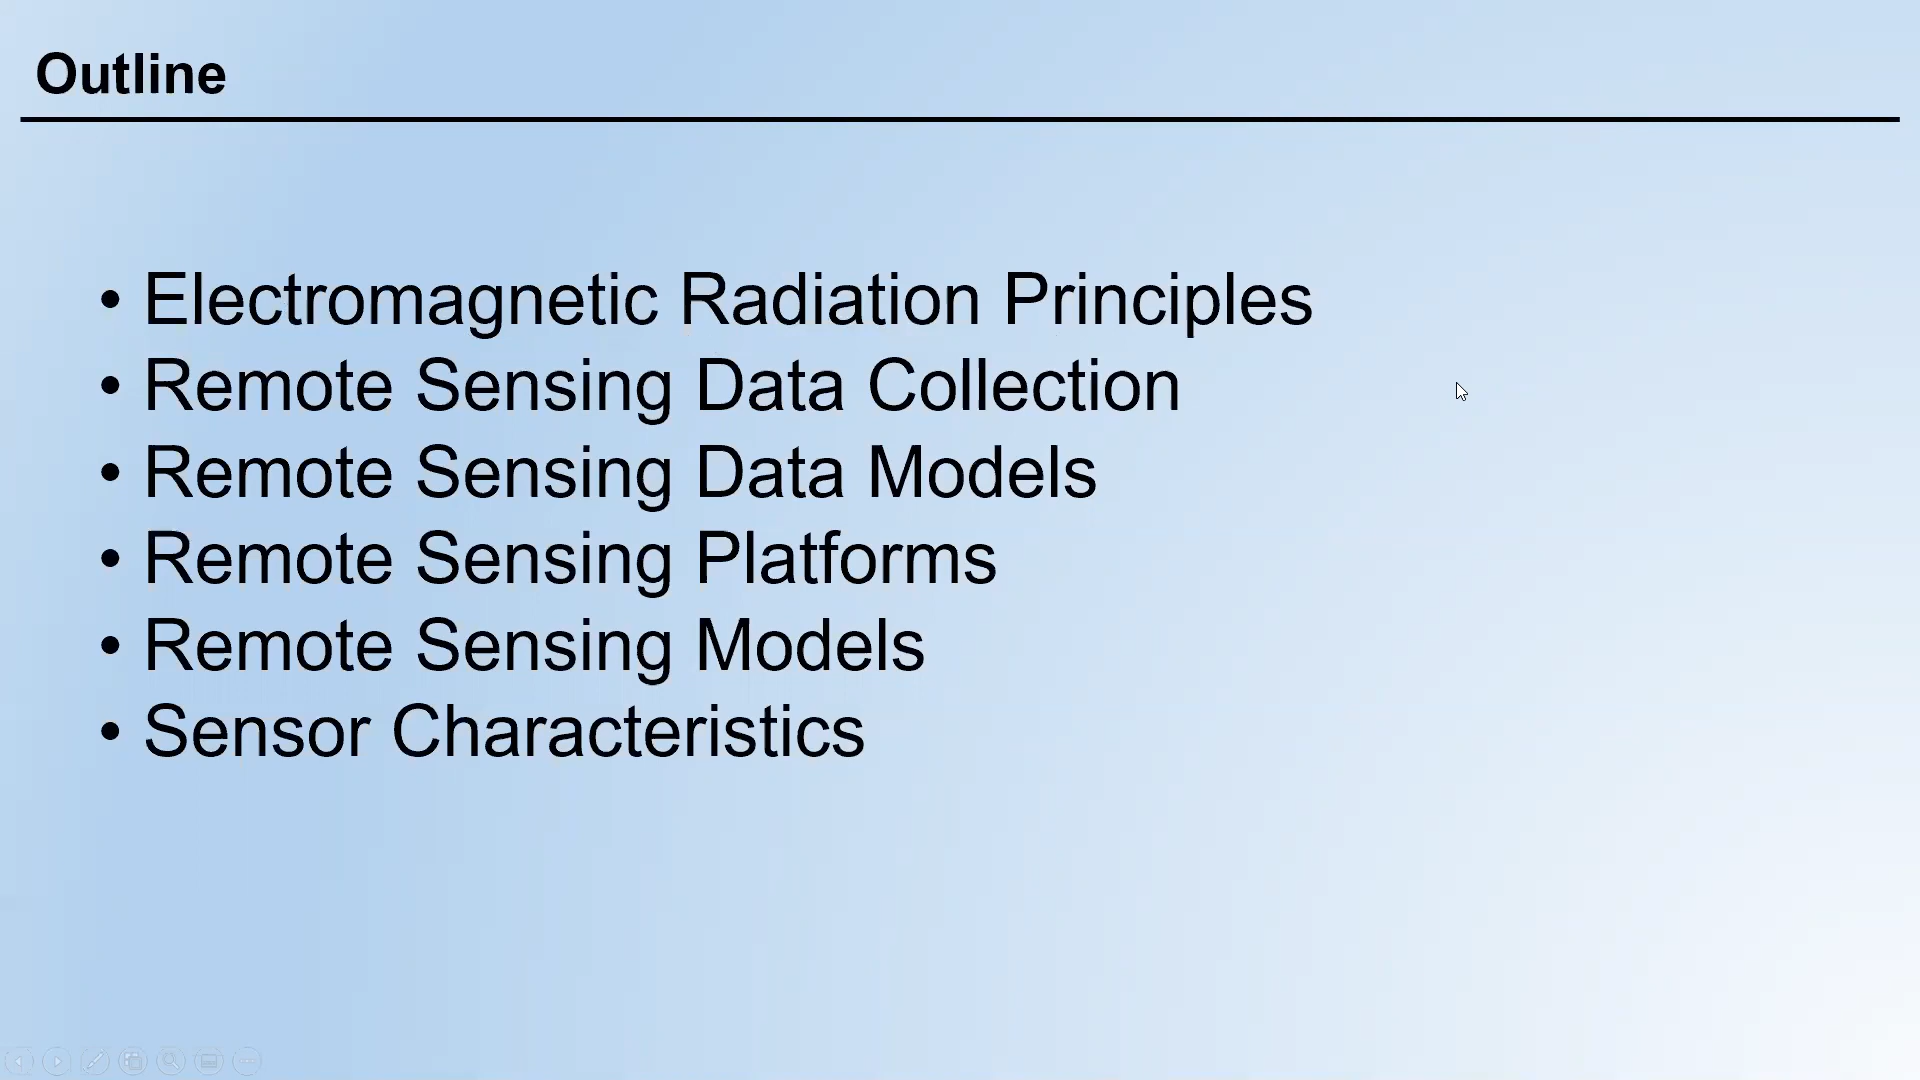 Outline
• Electromagnetic Radiation Principles
• Remote Sensing Data Collection
• Remote Sensing Data Models
• Remote Sensing Platforms
• Remote Sensing Models
• Sensor Characteristics